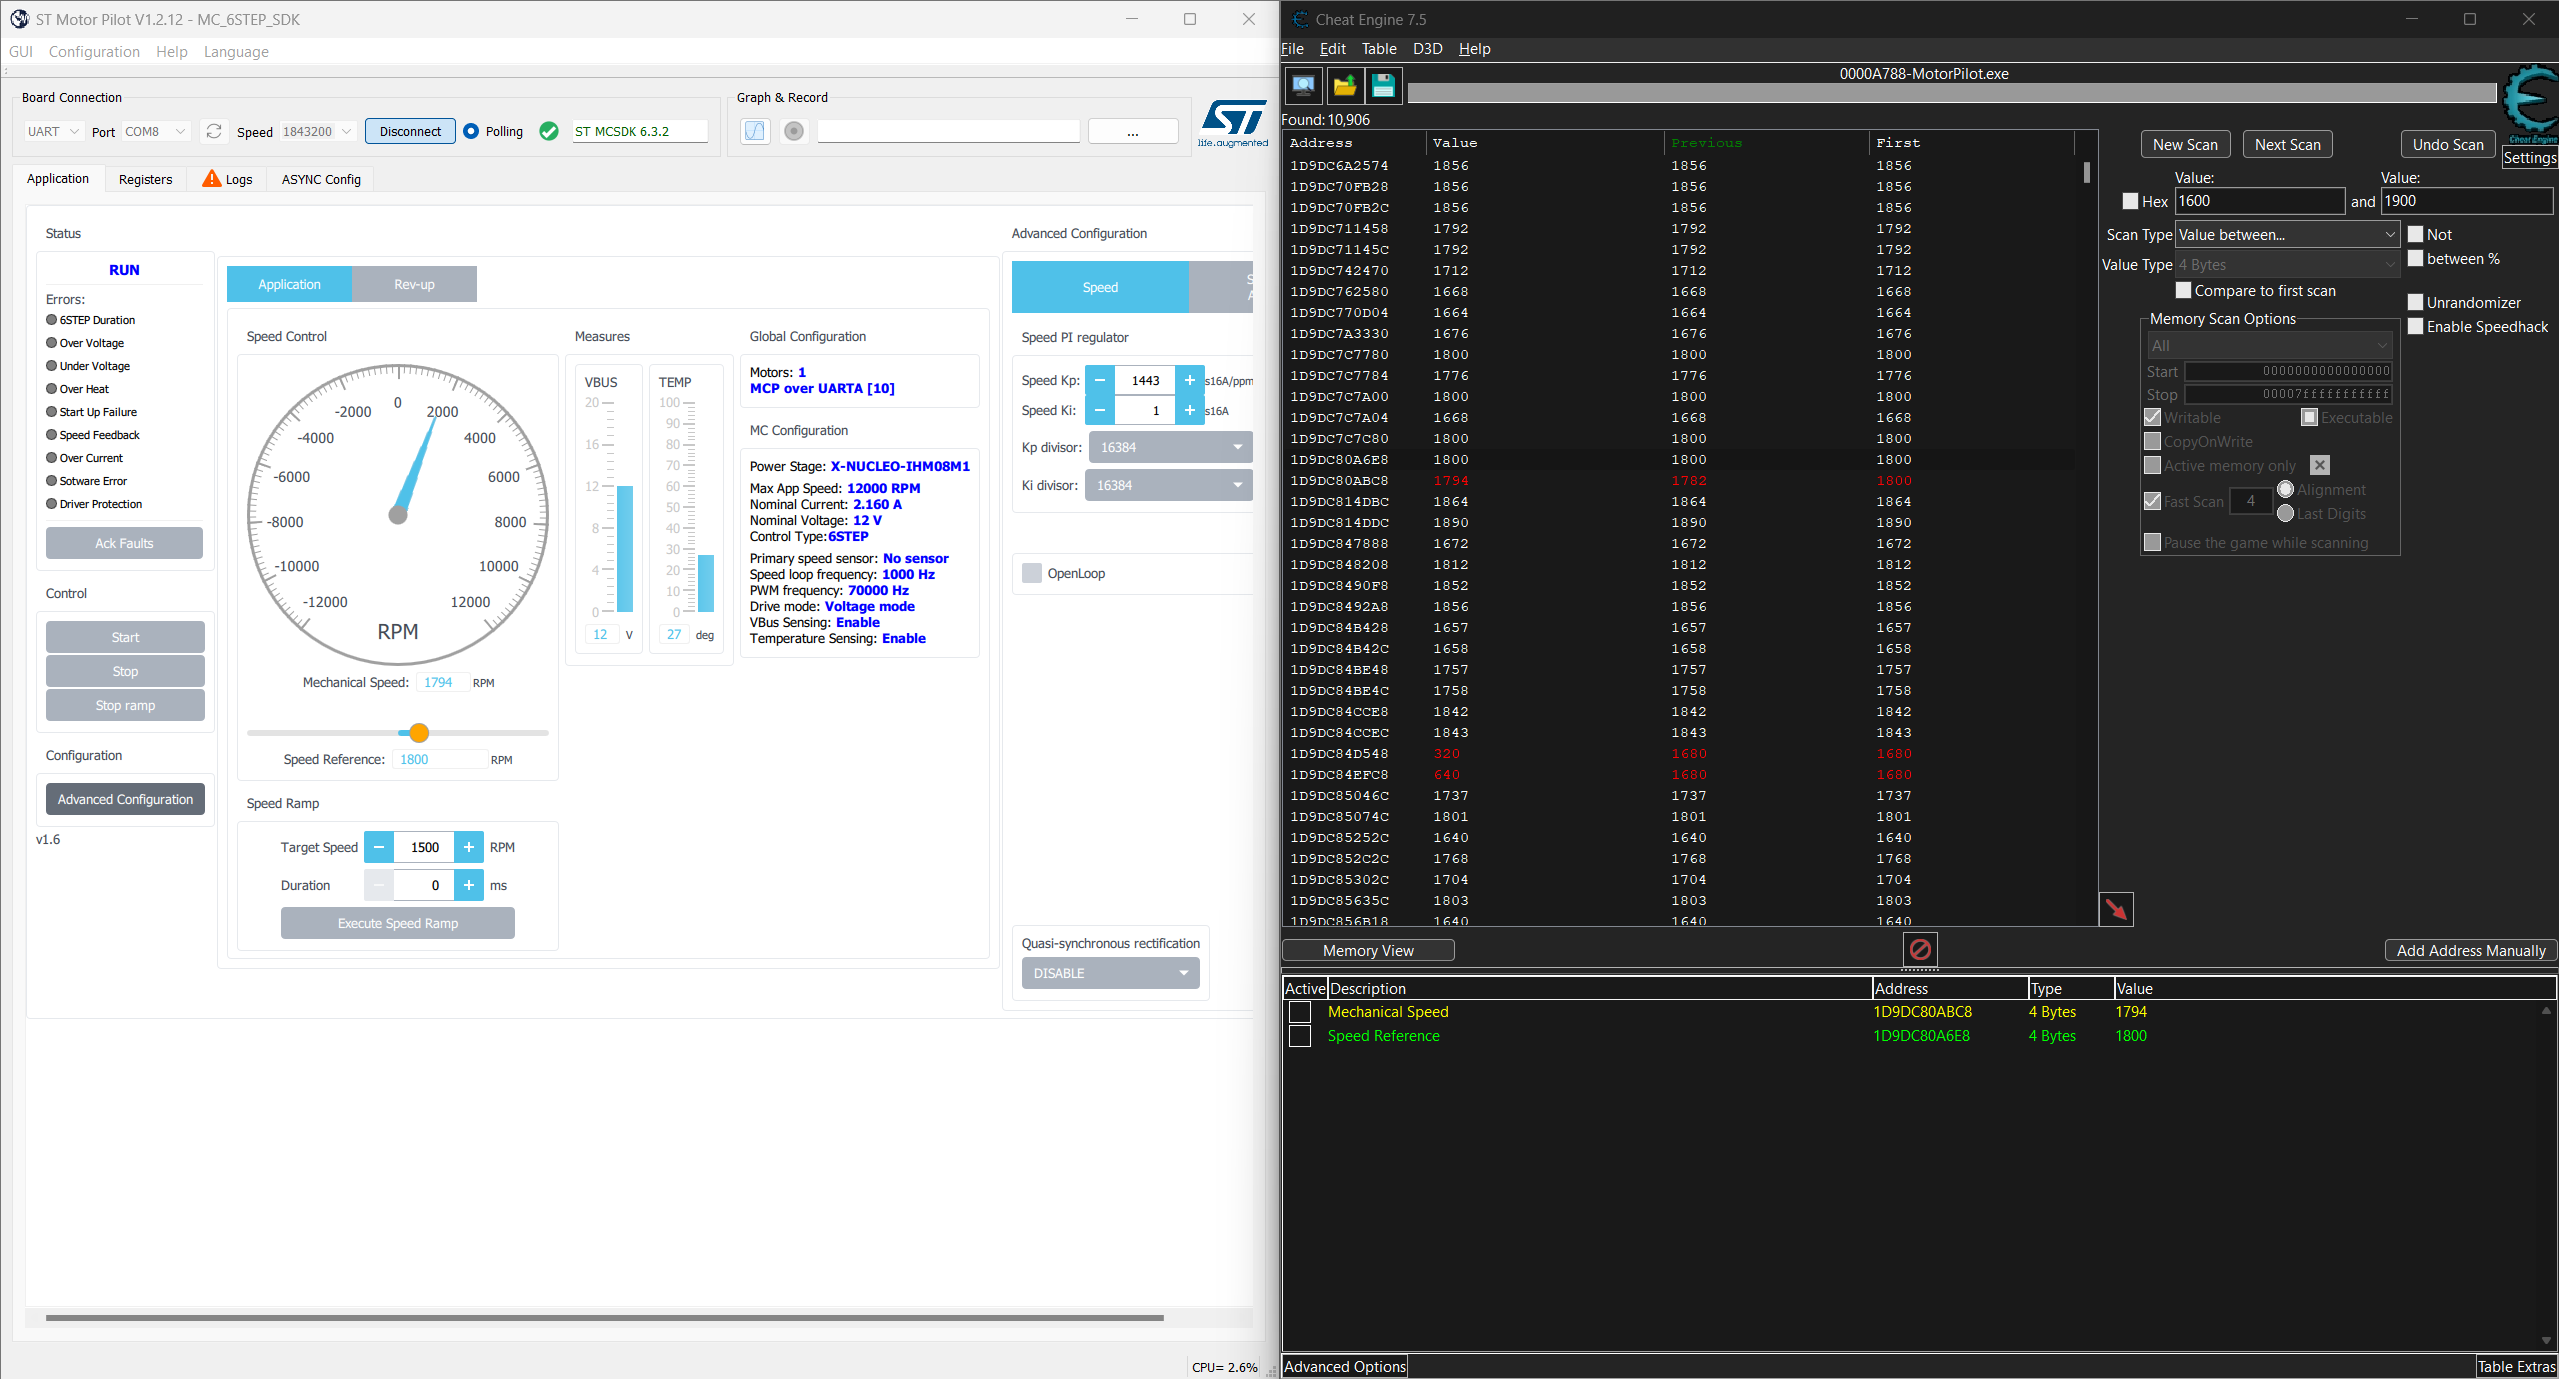 ST Motor Pilot V1.2.12 - MC_6STEP_SDK
GUI Configuration Help Language
Board Connection
UART Port COM8 Speed 1843200 Disconnect Polling ST MCSDK 6.3.2
Graph & Record
...
ST
life.augmented
Application Registers Logs ASYNC Config
Status
RUN
Errors:
6STEP Duration
Over Voltage
Under Voltage
Over Heat
Start Up Failure
Speed Feedback
Over Current
Sotware Error
Driver Protection
Ack Faults
Control
Start
Stop
Stop ramp
Configuration
Advanced Configuration
v1.6
Application Rev-up
Speed Control
0
-2000 2000
-4000 4000
-6000 6000
-8000 8000
-10000 10000
-12000 12000
RPM
Mechanical Speed: 1794 RPM
Speed Reference: 1800 RPM
Speed Ramp
Target Speed − 1500 + RPM
Duration − 0 + ms
Execute Speed Ramp
Measures
VBUS
20
16
12
8
4
0
12 V
TEMP
100
90
80
70
60
50
40
30
20
10
0
27 deg
Global Configuration
Motors: 1
MCP over UARTA [10]
MC Configuration
Power Stage: X-NUCLEO-IHM08M1
Max App Speed: 12000 RPM
Nominal Current: 2.160 A
Nominal Voltage: 12 V
Control Type:6STEP
Primary speed sensor: No sensor
Speed loop frequency: 1000 Hz
PWM frequency: 70000 Hz
Drive mode: Voltage mode
VBus Sensing: Enable
Temperature Sensing: Enable
Advanced Configuration
Speed
Speed PI regulator
Speed Kp: − 1443 + s16A/ppm
Speed Ki: − 1 + s16A
Kp divisor: 16384
Ki divisor: 16384
OpenLoop
Quasi-synchronous rectification
DISABLE
CPU= 2.6%
Cheat Engine 7.5
File Edit Table D3D Help
0000A788-MotorPilot.exe
Found: 10,906
Address Value Previous First
1D9DC6A2574 1856 1856 1856
1D9DC70FB28 1856 1856 1856
1D9DC70FB2C 1856 1856 1856
1D9DC711458 1792 1792 1792
1D9DC71145C 1792 1792 1792
1D9DC742470 1712 1712 1712
1D9DC762580 1668 1668 1668
1D9DC770D04 1664 1664 1664
1D9DC7A3330 1676 1676 1676
1D9DC7C7780 1800 1800 1800
1D9DC7C7784 1776 1776 1776
1D9DC7C7A00 1800 1800 1800
1D9DC7C7A04 1668 1668 1668
1D9DC7C7C80 1800 1800 1800
1D9DC80A6E8 1800 1800 1800
1D9DC80ABC8 1794 1782 1800
1D9DC814DBC 1864 1864 1864
1D9DC814DDC 1890 1890 1890
1D9DC847888 1672 1672 1672
1D9DC848208 1812 1812 1812
1D9DC8490F8 1852 1852 1852
1D9DC8492A8 1856 1856 1856
1D9DC84B428 1657 1657 1657
1D9DC84B42C 1658 1658 1658
1D9DC84BE48 1757 1757 1757
1D9DC84BE4C 1758 1758 1758
1D9DC84CCE8 1842 1842 1842
1D9DC84CCEC 1843 1843 1843
1D9DC84D548 320 1680 1680
1D9DC84EFC8 640 1680 1680
1D9DC85046C 1737 1737 1737
1D9DC85074C 1801 1801 1801
1D9DC85252C 1640 1640 1640
1D9DC852C2C 1768 1768 1768
1D9DC85302C 1704 1704 1704
1D9DC85635C 1803 1803 1803
1D9DC856B18 1640 1640 1640
Cheat Engine
Settings
New Scan Next Scan Undo Scan
Value: Value:
Hex 1600 and 1900
Scan Type Value between... Not
Value Type 4 Bytes between %
Compare to first scan
Unrandomizer
Enable Speedhack
Memory Scan Options
All
Start 0000000000000000
Stop 00007fffffffffff
Writable Executable
CopyOnWrite
Active memory only
Fast Scan 4 Alignment
Last Digits
Pause the game while scanning
Memory View Add Address Manually
Active Description Address Type Value
Mechanical Speed 1D9DC80ABC8 4 Bytes 1794
Speed Reference 1D9DC80A6E8 4 Bytes 1800
Advanced Options Table Extras